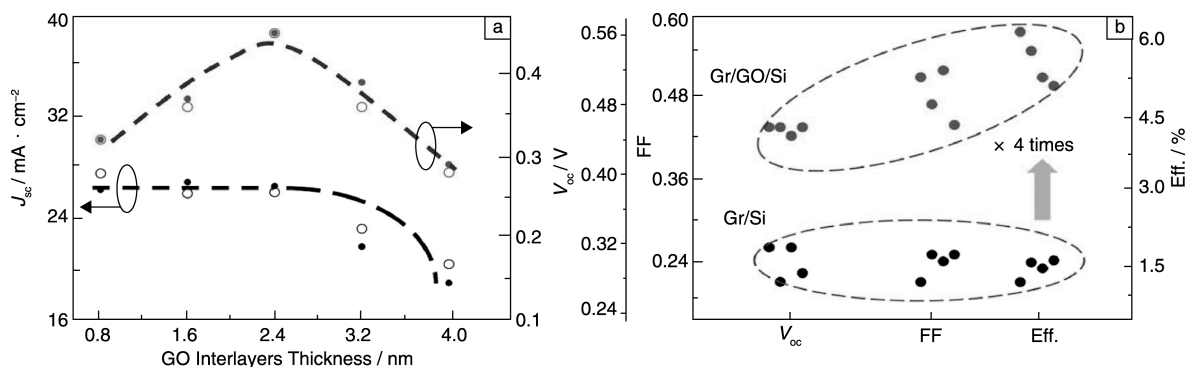 a
40
32
24
16
J_sc / mA · cm⁻²
0.8
1.6
2.4
3.2
4.0
GO Interlayers Thickness / nm
0.4
0.3
0.2
0.1
V_oc / V
0.56
0.48
0.40
0.32
0.24
b
0.60
0.48
0.36
0.24
FF
Gr/GO/Si
× 4 times
Gr/Si
V_oc
FF
Eff.
6.0
4.5
3.0
1.5
Eff. / %